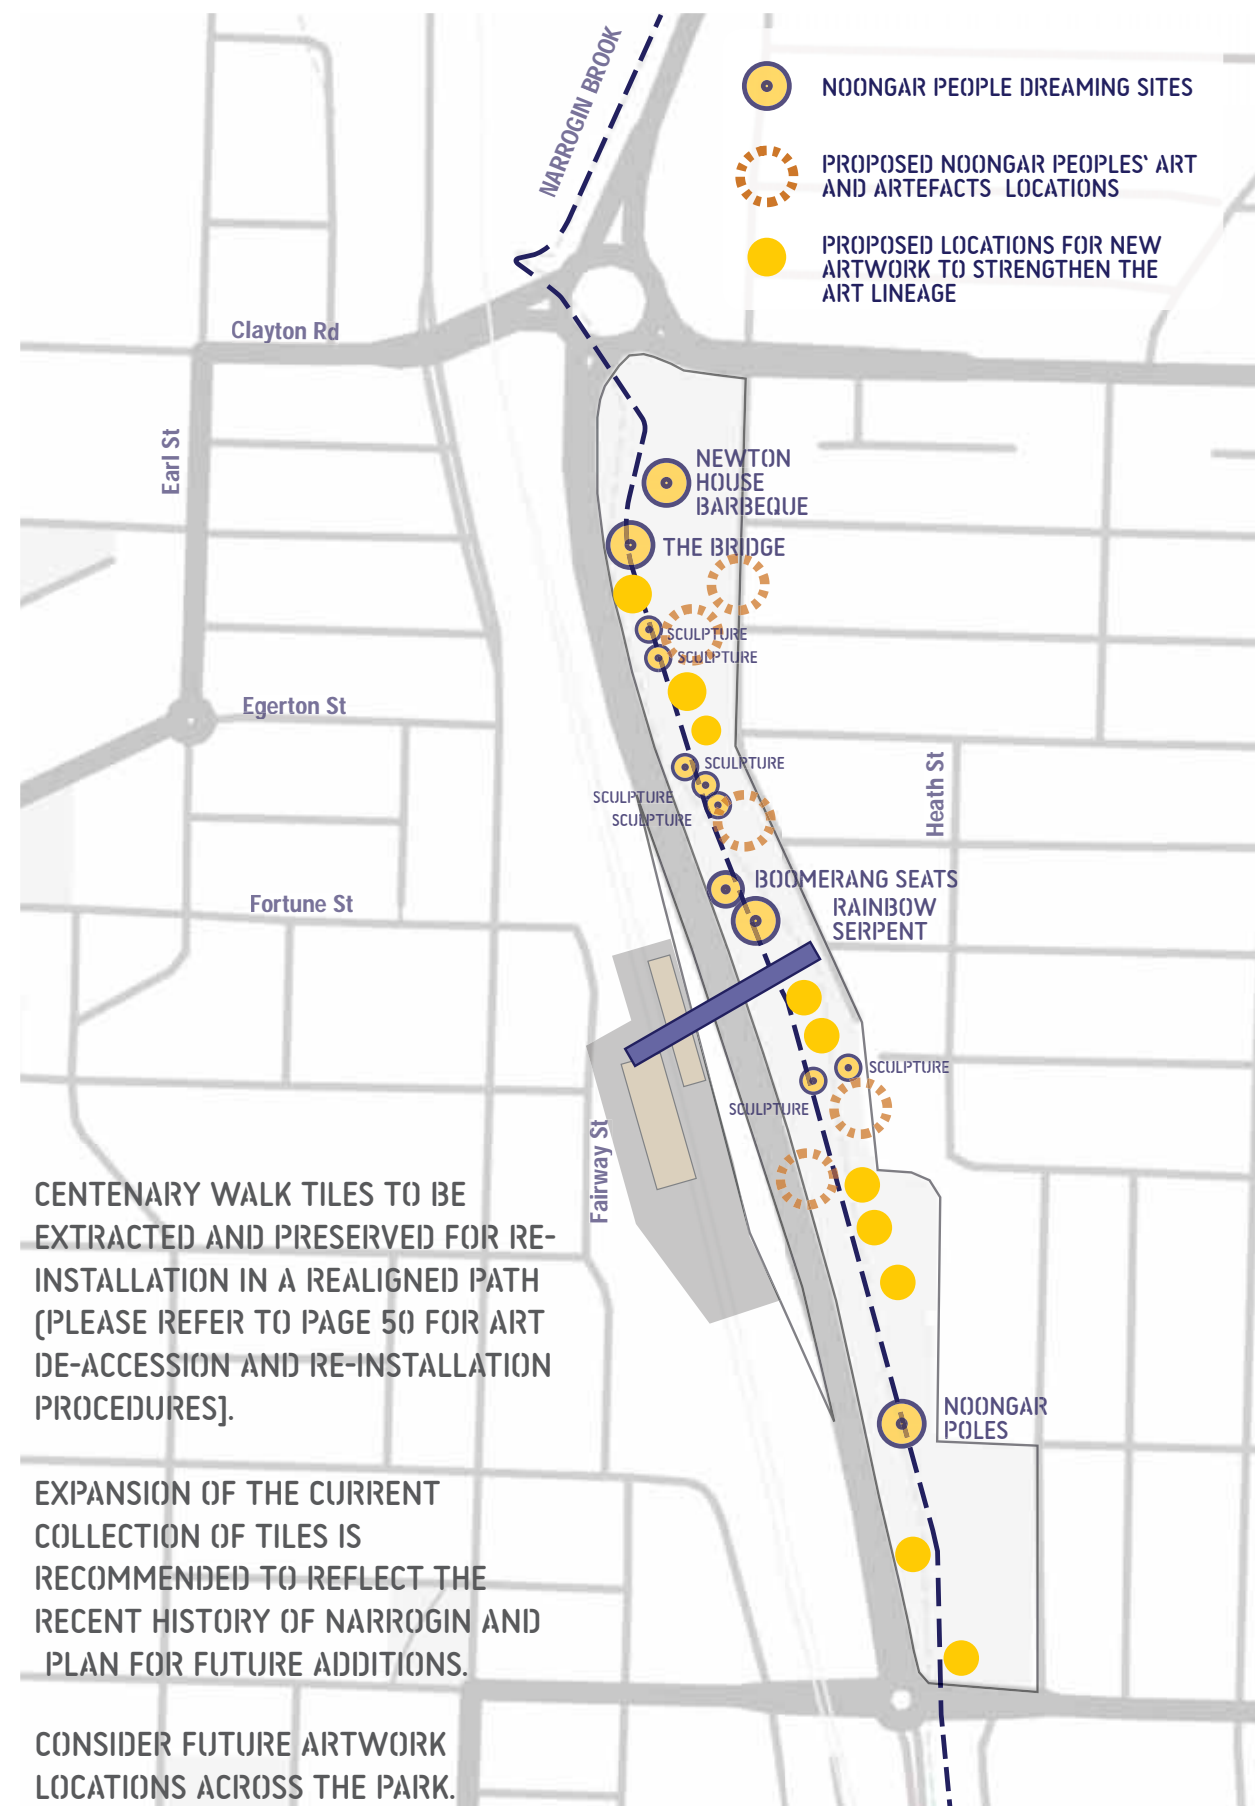 NARROGIN BROOK
NOONGAR PEOPLE DREAMING SITES
PROPOSED NOONGAR PEOPLES' ART
AND ARTEFACTS LOCATIONS
PROPOSED LOCATIONS FOR NEW
ARTWORK TO STRENGTHEN THE
ART LINEAGE
Clayton Rd
Earl St
NEWTON
HOUSE
BARBEQUE
THE BRIDGE
SCULPTURE
SCULPTURE
Egerton St
SCULPTURE
SCULPTURE
SCULPTURE
Heath St
BOOMERANG SEATS
RAINBOW
SERPENT
Fortune St
SCULPTURE
SCULPTURE
Fairway St
CENTENARY WALK TILES TO BE
EXTRACTED AND PRESERVED FOR RE-
INSTALLATION IN A REALIGNED PATH
(PLEASE REFER TO PAGE 50 FOR ART
DE-ACCESSION AND RE-INSTALLATION
PROCEDURES].
NOONGAR
POLES
EXPANSION OF THE CURRENT
COLLECTION OF TILES IS
RECOMMENDED TO REFLECT THE
RECENT HISTORY OF NARROGIN AND
PLAN FOR FUTURE ADDITIONS.
CONSIDER FUTURE ARTWORK
LOCATIONS ACROSS THE PARK.